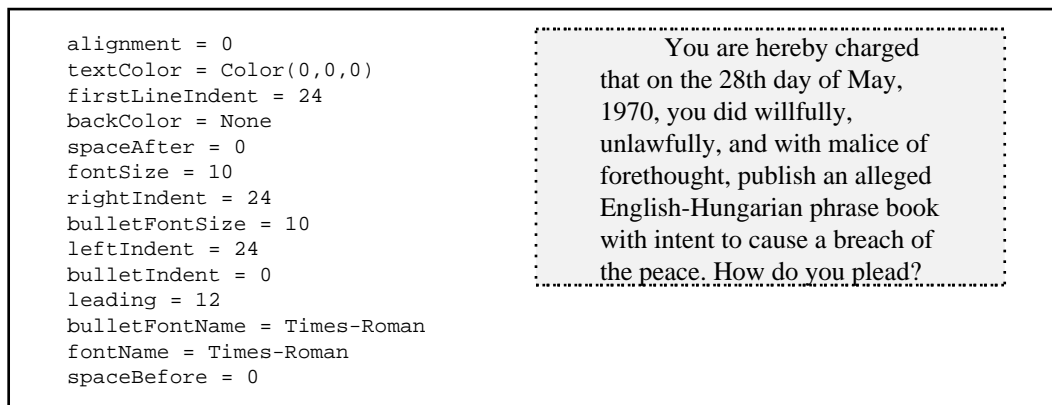 alignment = 0
textColor = Color(0,0,0)
firstLineIndent = 24
backColor = None
spaceAfter = 0
fontSize = 10
rightIndent = 24
bulletFontSize = 10
leftIndent = 24
bulletIndent = 0
leading = 12
bulletFontName = Times-Roman
fontName = Times-Roman
spaceBefore = 0
You are hereby charged
that on the 28th day of May,
1970, you did willfully,
unlawfully, and with malice of
forethought, publish an alleged
English-Hungarian phrase book
with intent to cause a breach of
the peace. How do you plead?